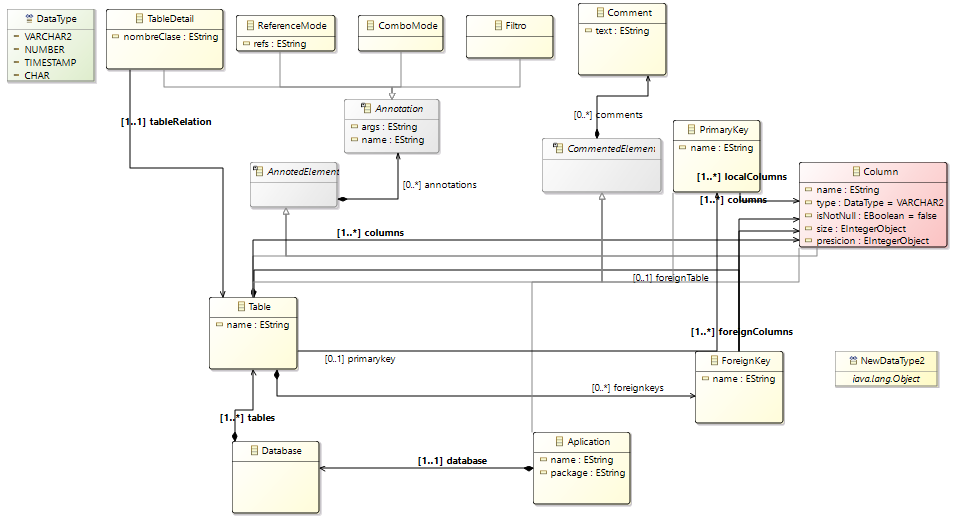 DataType
VARCHAR2
NUMBER
TIMESTAMP
CHAR
TableDetail
nombreClase : EString
ReferenceMode
refs : EString
ComboMode
Filtro
Comment
text : EString
[1..1] tableRelation
Annotation
args : EString
name : EString
[0..*] comments
CommentedElement
PrimaryKey
name : EString
AnnotedElement
[0..*] annotations
[1..*] localColumns
[1..*] columns
Column
name : EString
type : DataType = VARCHAR2
isNotNull : EBoolean = false
size : EIntegerObject
presicion : EIntegerObject
[1..*] columns
[0..1] foreignTable
Table
name : EString
[1..*] foreignColumns
[0..1] primarykey
ForeignKey
name : EString
NewDataType2
java.lang.Object
[0..*] foreignkeys
[1..*] tables
Database
[1..1] database
Aplication
name : EString
package : EString